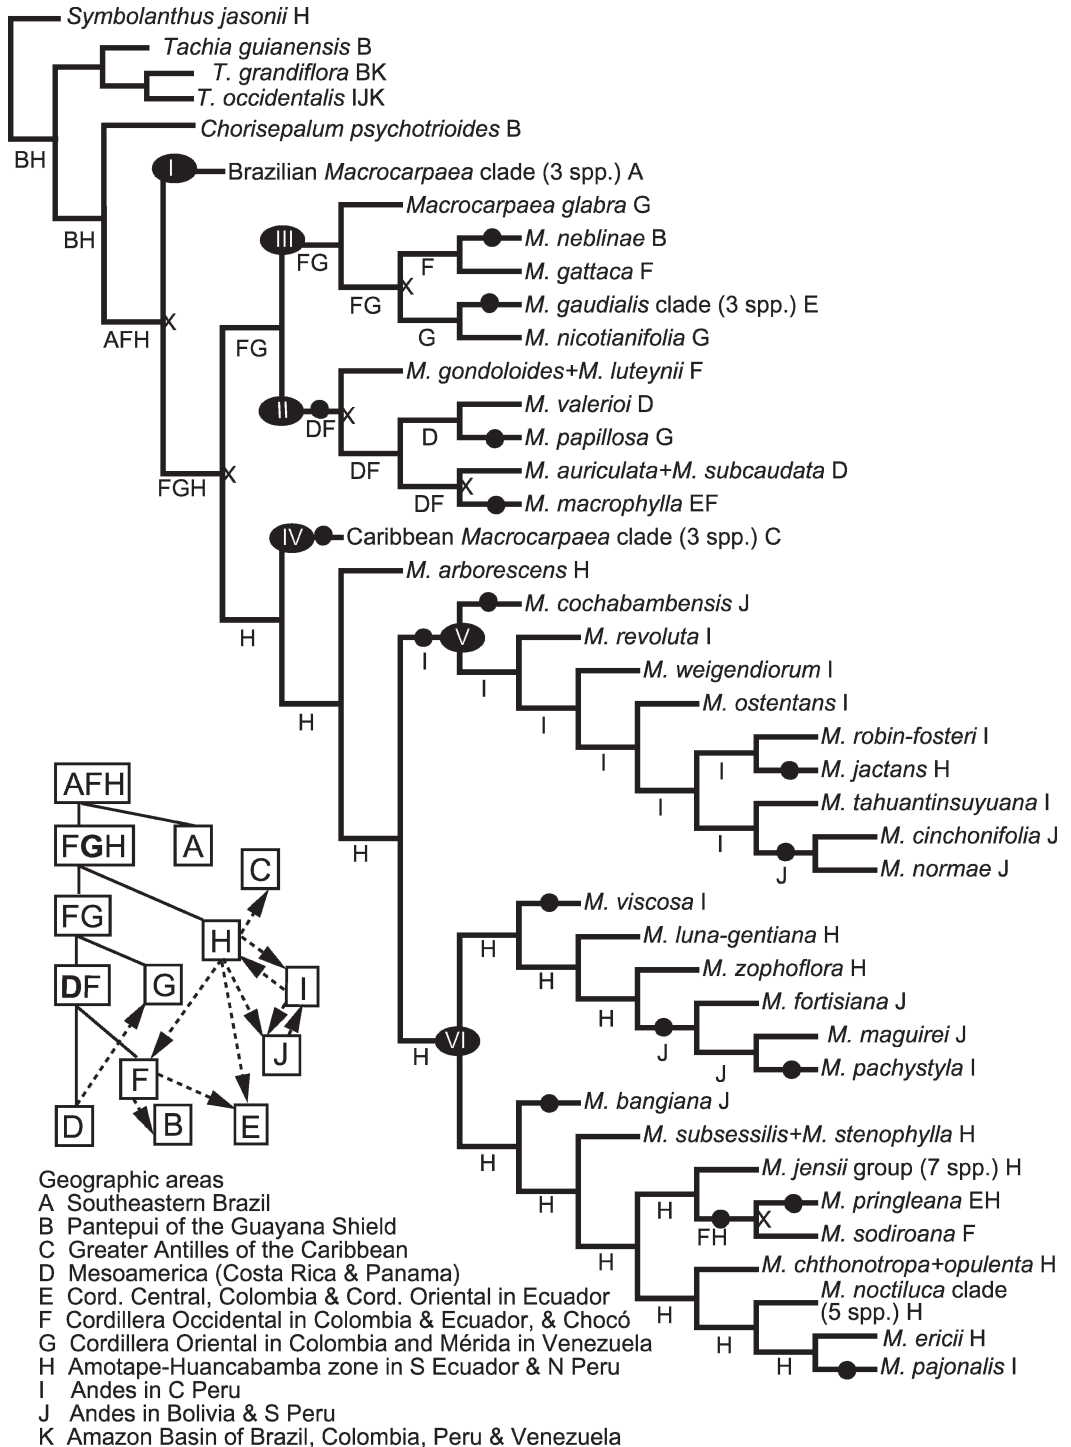 Symbolanthus jasonii H
Tachia guianensis B
T. grandiflora BK
T. occidentalis IJK
Chorisepalum psychotrioides B
BH
I
Brazilian Macrocarpaea clade (3 spp.) A
Macrocarpaea glabra G
BH
III
M. neblinae B
FG
F
M. gattaca F
FG
X
M. gaudialis clade (3 spp.) E
AFH
X
G
M. nicotianifolia G
FG
M. gondoloides+M. luteynii F
II
DF
X
M. valerioi D
D
M. papillosa G
DF
M. auriculata+M. subcaudata D
FGH
X
DF
X
M. macrophylla EF
IV
Caribbean Macrocarpaea clade (3 spp.) C
M. arborescens H
M. cochabambensis J
H
V
M. revoluta I
I
M. weigendiorum I
I
M. ostentans I
H
I
M. robin-fosteri I
I
I
M. jactans H
I
M. tahuantinsuyuana I
H
I
M. cinchonifolia J
J
M. normae J
M. viscosa I
H
M. luna-gentiana H
H
M. zophoflora H
H
M. fortisiana J
J
M. maguirei J
H
VI
J
M. pachystyla I
M. bangiana J
H
M. subsessilis+M. stenophylla H
H
M. jensii group (7 spp.) H
H
M. pringleana EH
FH
X
M. sodiroana F
H
M. chthonotropa+opulenta H
H
M. noctiluca clade
(5 spp.) H
H
M. ericii H
H
M. pajonalis I
AFH
FGH
A
C
FG
H
DF
G
I
J
F
D
B
E
Geographic areas
A Southeastern Brazil
B Pantepui of the Guayana Shield
C Greater Antilles of the Caribbean
D Mesoamerica (Costa Rica & Panama)
E Cord. Central, Colombia & Cord. Oriental in Ecuador
F Cordillera Occidental in Colombia & Ecuador, & Chocó
G Cordillera Oriental in Colombia and Mérida in Venezuela
H Amotape-Huancabamba zone in S Ecuador & N Peru
I Andes in C Peru
J Andes in Bolivia & S Peru
K Amazon Basin of Brazil, Colombia, Peru & Venezuela